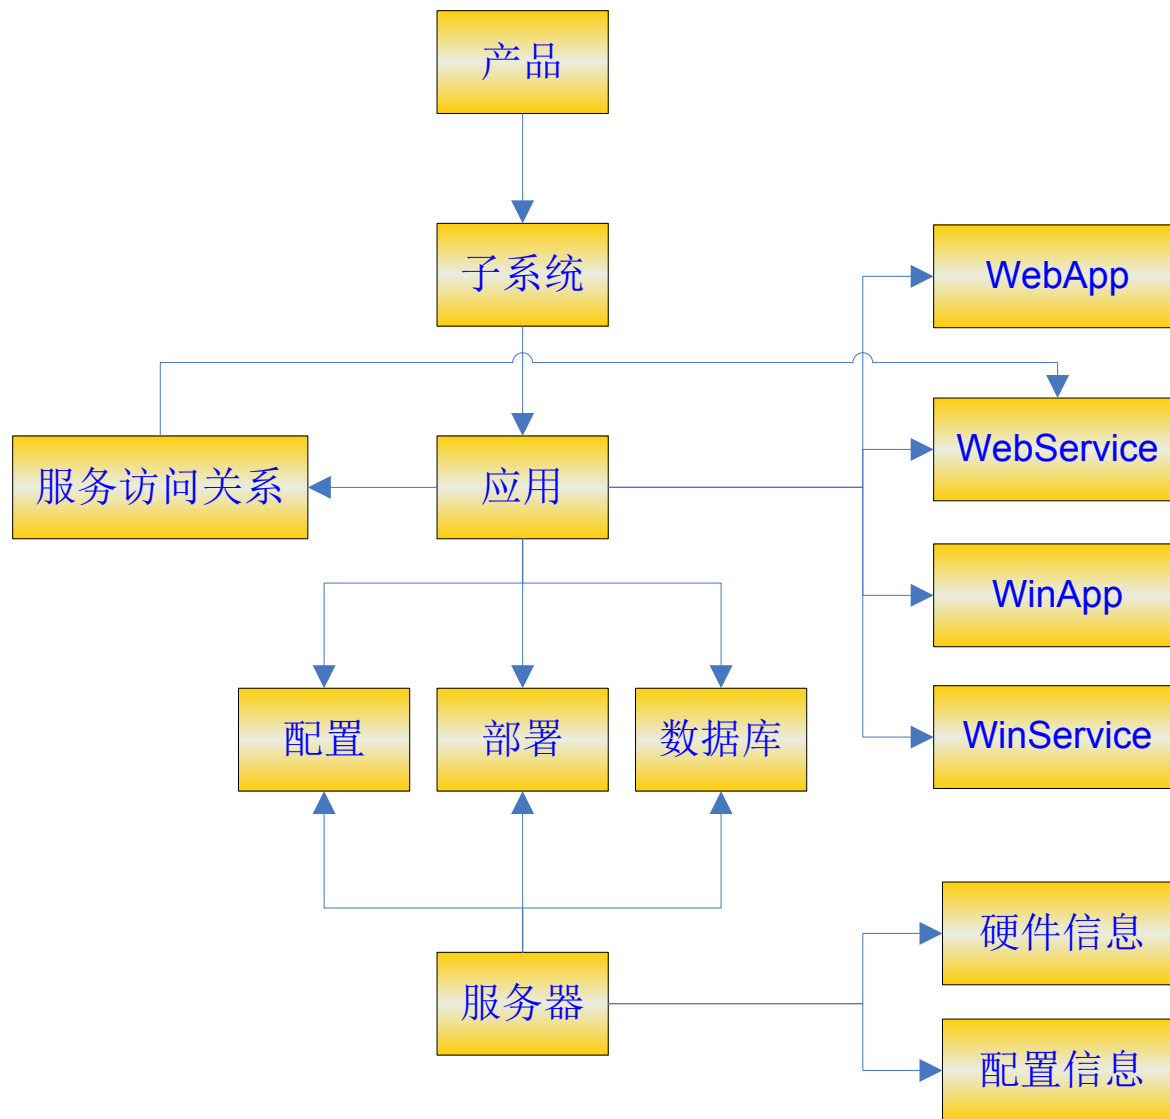 产品
子系统
WebApp
WebService
服务访问关系
应用
WinApp
配置
部署
数据库
WinService
硬件信息
服务器
配置信息